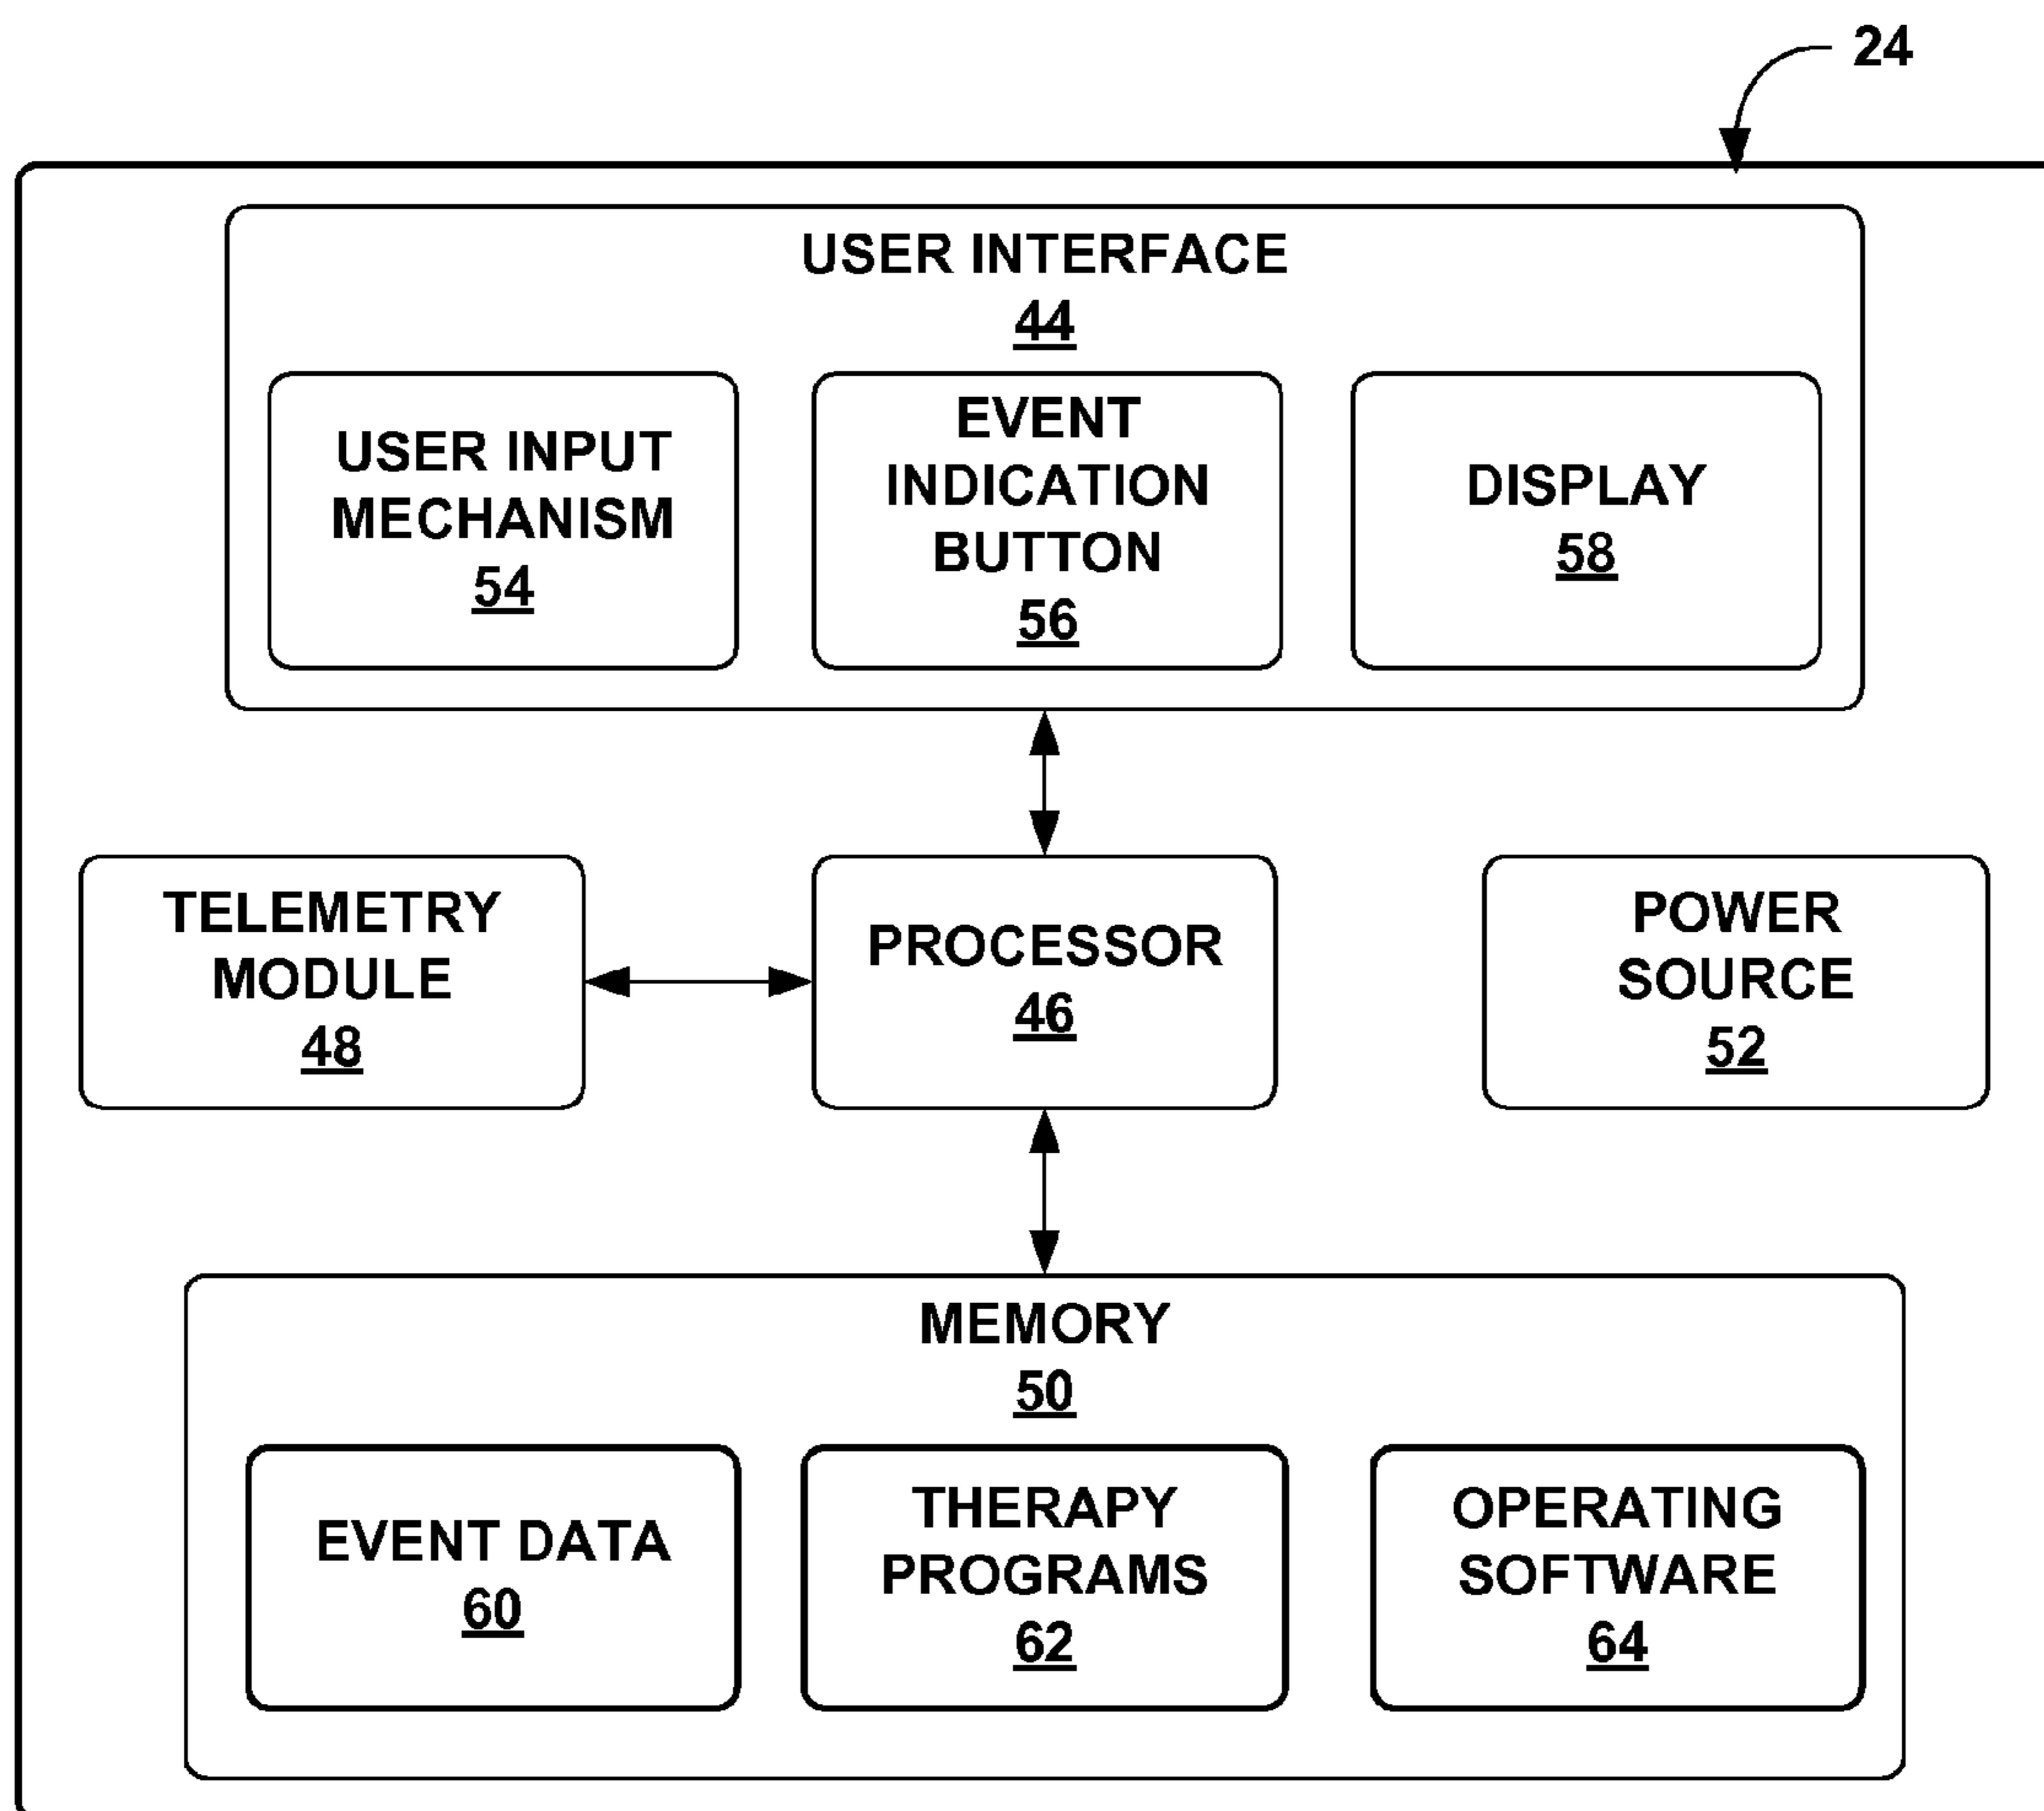 24
USER INTERFACE
44
USER INPUT
MECHANISM
54
EVENT
INDICATION
BUTTON
56
DISPLAY
58
TELEMETRY
MODULE
48
PROCESSOR
46
POWER
SOURCE
52
MEMORY
50
EVENT DATA
60
THERAPY
PROGRAMS
62
OPERATING
SOFTWARE
64